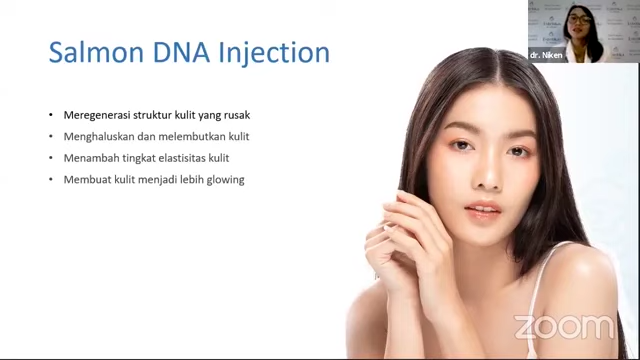 Salmon DNA Injection
• Meregenerasi struktur kulit yang rusak
• Menghaluskan dan melembutkan kulit
• Menambah tingkat elastisitas kulit
• Membuat kulit menjadi lebih glowing
dr. Niken
zoom